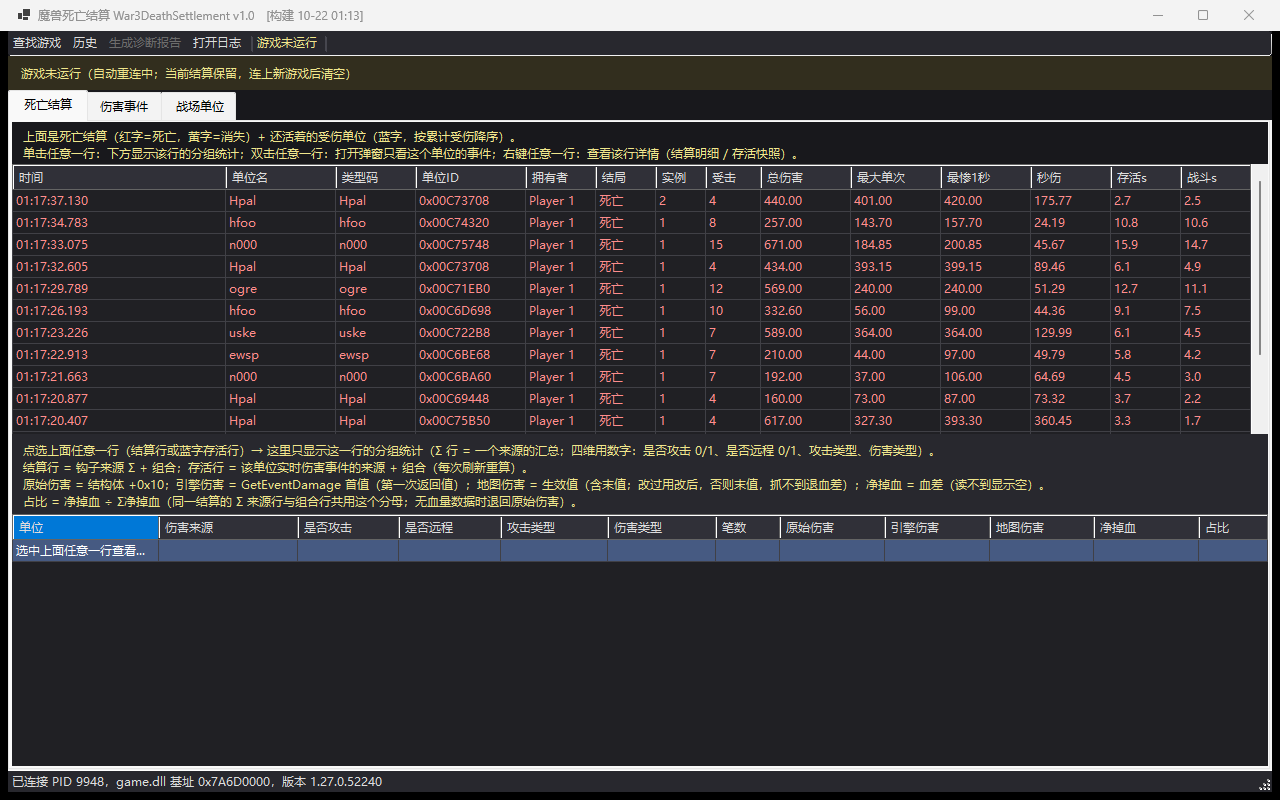 魔兽死亡结算 War3DeathSettlement v1.0 [构建 10-22 01:13]
查找游戏 历史 生成诊断报告 打开日志 游戏未运行
游戏未运行（自动重连中；当前结算保留，连上新游戏后清空）
死亡结算 伤害事件 战场单位
上面是死亡结算（红字=死亡，黄字=消失）+ 还活着的受伤单位（蓝字，按累计受伤降序）。
单击任意一行：下方显示该行的分组统计；双击任意一行：打开弹窗只看这个单位的事件；右键任意一行：查看该行详情（结算明细 / 存活快照）。
时间 单位名 类型码 单位ID 拥有者 结局 实例 受击 总伤害 最大单次 最惨1秒 秒伤 存活s 战斗s
01:17:37.130 Hpal Hpal 0x00C73708 Player 1 死亡 2 4 440.00 401.00 420.00 175.77 2.7 2.5
01:17:34.783 hfoo hfoo 0x00C74320 Player 1 死亡 1 8 257.00 143.70 157.70 24.19 10.8 10.6
01:17:33.075 n000 n000 0x00C75748 Player 1 死亡 1 15 671.00 184.85 200.85 45.67 15.9 14.7
01:17:32.605 Hpal Hpal 0x00C73708 Player 1 死亡 1 4 434.00 393.15 399.15 89.46 6.1 4.9
01:17:29.789 ogre ogre 0x00C71EB0 Player 1 死亡 1 12 569.00 240.00 240.00 51.29 12.7 11.1
01:17:26.193 hfoo hfoo 0x00C6D698 Player 1 死亡 1 10 332.60 56.00 99.00 44.36 9.1 7.5
01:17:23.226 uske uske 0x00C722B8 Player 1 死亡 1 7 589.00 364.00 364.00 129.99 6.1 4.5
01:17:22.913 ewsp ewsp 0x00C6BE68 Player 1 死亡 1 7 210.00 44.00 97.00 49.79 5.8 4.2
01:17:21.663 n000 n000 0x00C6BA60 Player 1 死亡 1 7 192.00 37.00 106.00 64.69 4.5 3.0
01:17:20.877 Hpal Hpal 0x00C69448 Player 1 死亡 1 4 160.00 73.00 87.00 73.32 3.7 2.2
01:17:20.407 Hpal Hpal 0x00C75B50 Player 1 死亡 1 4 617.00 327.30 393.30 360.45 3.3 1.7
点选上面任意一行（结算行或蓝字存活行）→ 这里只显示这一行的分组统计（Σ 行 = 一个来源的汇总；四维用数字：是否攻击 0/1、是否远程 0/1、攻击类型、伤害类型）。
结算行 = 钩子来源 Σ + 组合；存活行 = 该单位实时伤害事件的来源 + 组合（每次刷新重算）。
原始伤害 = 结构体 +0x10；引擎伤害 = GetEventDamage 首值（第一次返回值）；地图伤害 = 生效值（含末值；改过用改后，否则末值，抓不到退血差）；净掉血 = 血差（读不到显示空）。
占比 = 净掉血 ÷ Σ净掉血（同一结算的 Σ 来源行与组合行共用这个分母；无血量数据时退回原始伤害）。
单位 伤害来源 是否攻击 是否远程 攻击类型 伤害类型 笔数 原始伤害 引擎伤害 地图伤害 净掉血 占比
选中上面任意一行查看...
已连接 PID 9948，game.dll 基址 0x7A6D0000，版本 1.27.0.52240